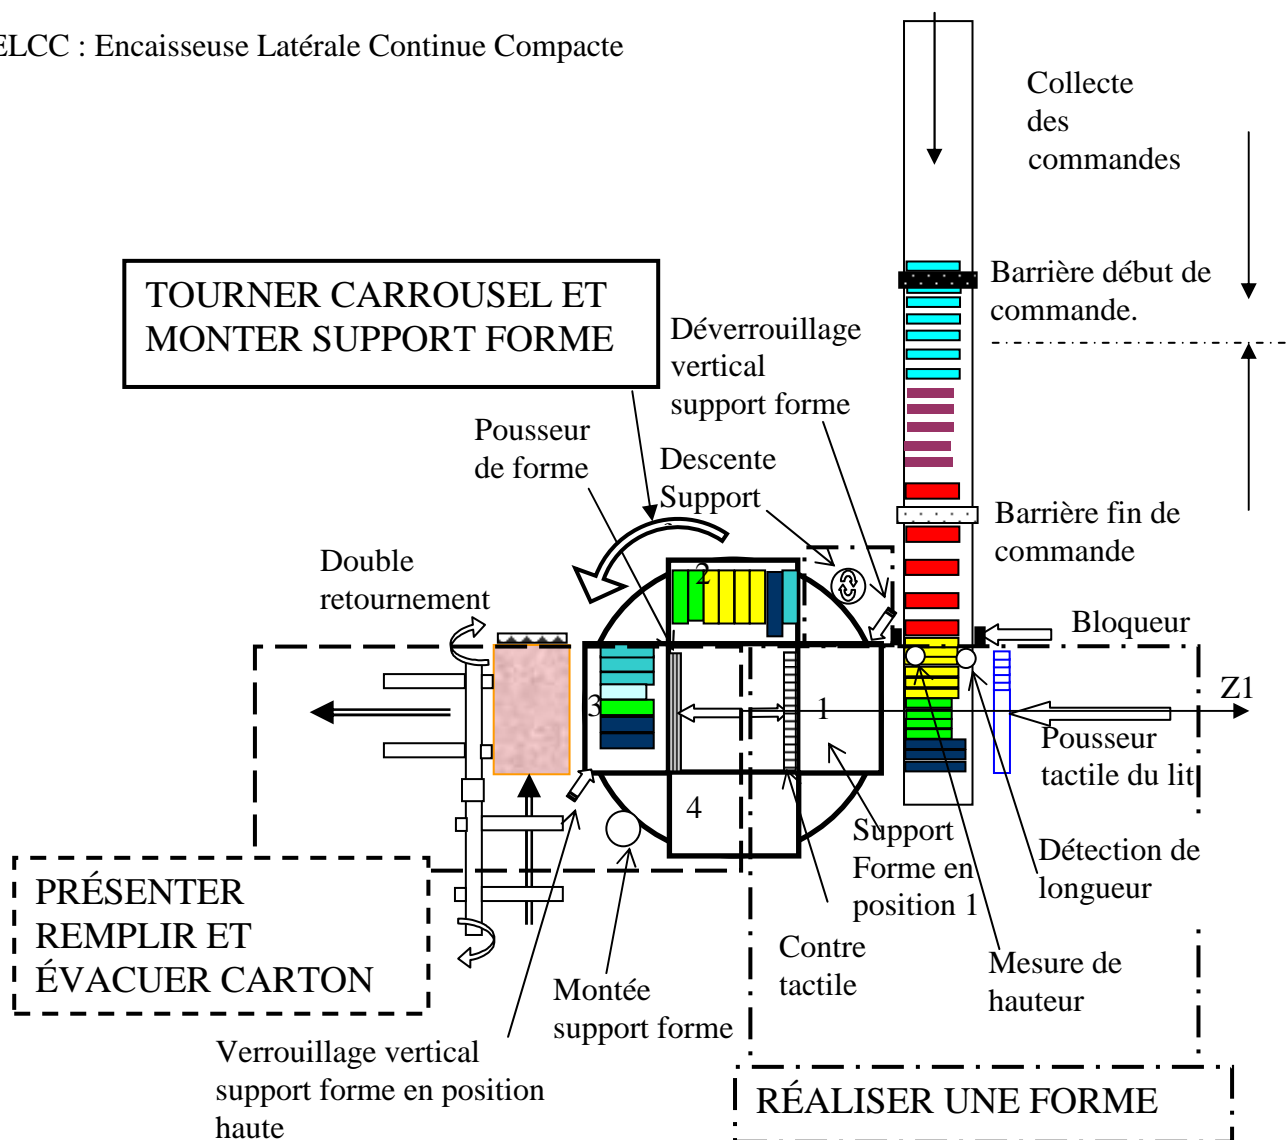 ELCC : Encaisseuse Latérale Continue Compacte
Collecte
des
commandes
Barrière début de
commande.
TOURNER CARROUSEL ET
MONTER SUPPORT FORME
Déverrouillage
vertical
support forme
Pousseur
de forme
Descente
Support
Barrière fin de
commande
Double
retournement
Bloqueur
2
3
1
4
Z1
Pousseur
tactile du lit
Support
Forme en
position 1
Détection de
longueur
PRÉSENTER
REMPLIR ET
ÉVACUER CARTON
Contre
tactile
Mesure de
hauteur
Montée
support forme
Verrouillage vertical
support forme en position
haute
RÉALISER UNE FORME